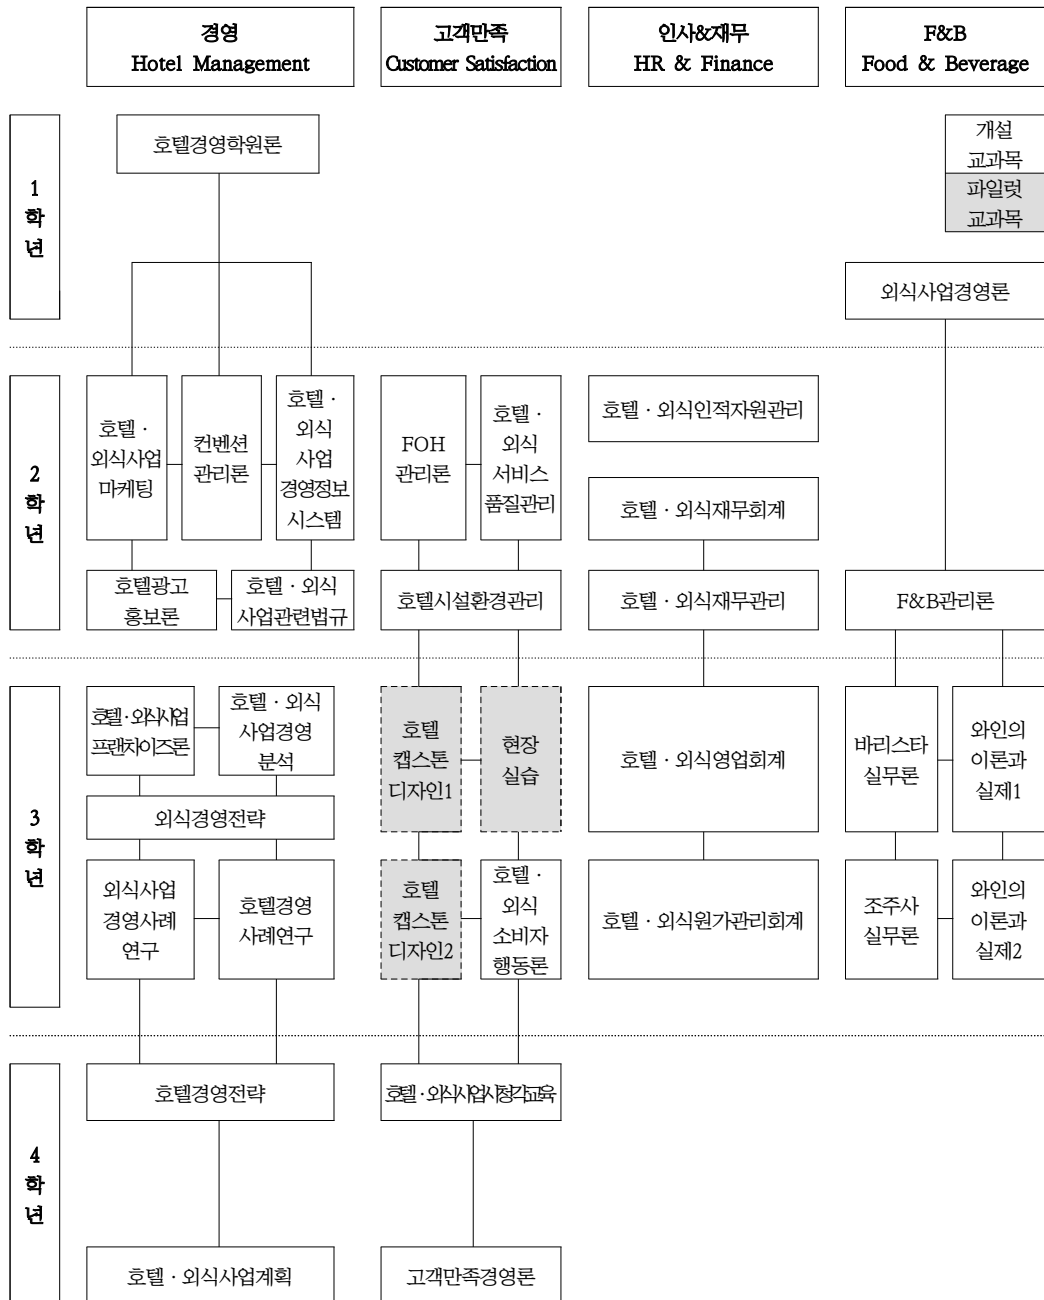 경영
Hotel Management
고객만족
Customer Satisfaction
인사&재무
HR & Finance
F&B
Food & Beverage
1
학
년
호텔경영학원론
개설
교과목
파일럿
교과목
외식사업경영론
2
학
년
호텔 ·
외식사업
마케팅
컨벤션
관리론
호텔 ·
외식
사업
경영정보
시스템
FOH
관리론
호텔 ·
외식
서비스
품질관리
호텔 · 외식인적자원관리
호텔 · 외식재무회계
호텔광고
홍보론
호텔 · 외식
사업관련법규
호텔시설환경관리
호텔 · 외식재무관리
F&B관리론
3
학
년
호텔 · 외식사업
프랜차이즈론
호텔 · 외식
사업경영
분석
호텔
캡스톤
디자인1
현장
실습
호텔 · 외식영업회계
바리스타
실무론
와인의
이론과
실제1
외식경영전략
외식사업
경영사례
연구
호텔경영
사례연구
호텔
캡스톤
디자인2
호텔 ·
외식
소비자
행동론
호텔 · 외식원가관리회계
조주사
실무론
와인의
이론과
실제2
4
학
년
호텔경영전략
호텔 · 외식사업시청각교육
호텔 · 외식사업계획
고객만족경영론